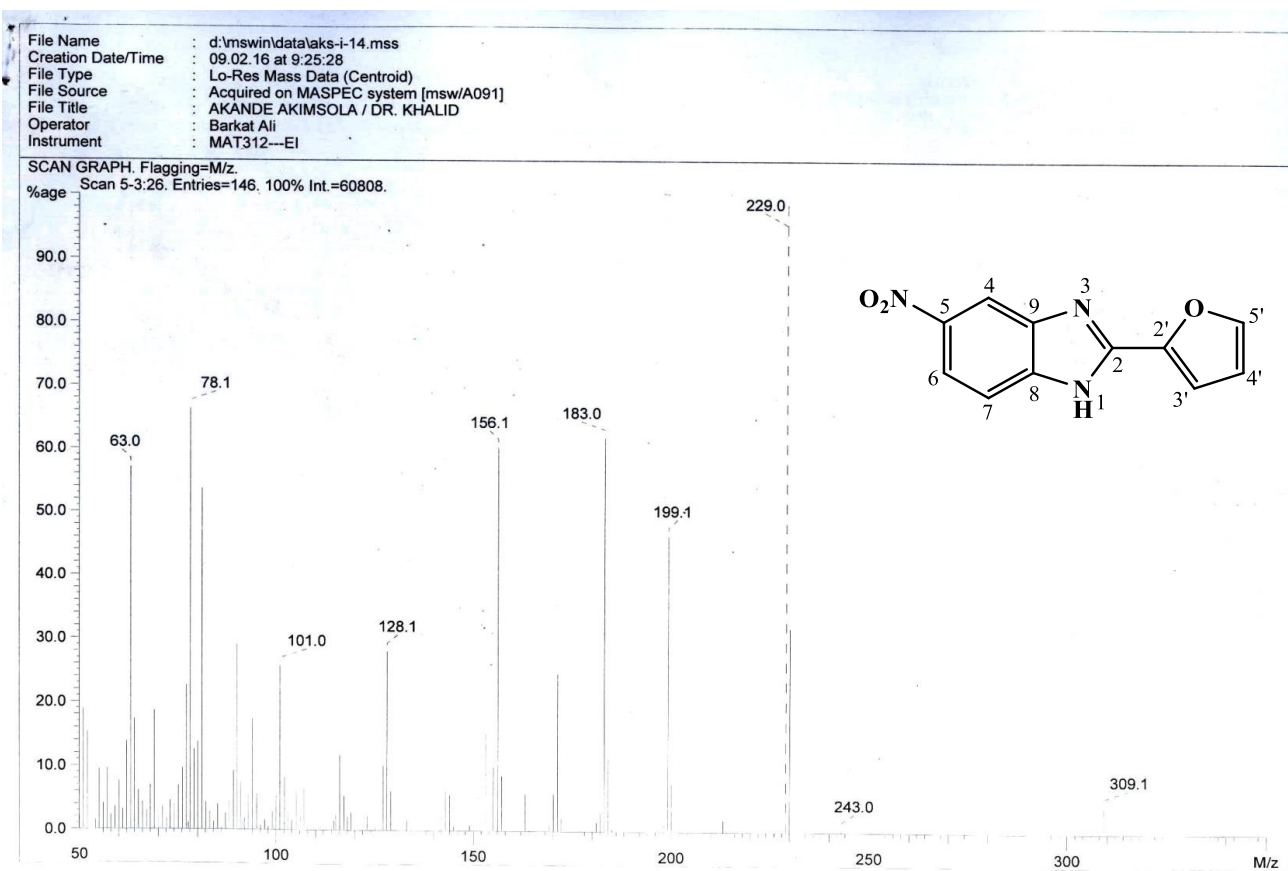 File Name : d:\mswin\data\aks-i-14.mss
Creation Date/Time : 09.02.16 at 9:25:28
File Type : Lo-Res Mass Data (Centroid)
File Source : Acquired on MASPEC system [msw/A091]
File Title : AKANDE AKIMSOLA / DR. KHALID
Operator : Barkat Ali
Instrument : MAT312---EI
SCAN GRAPH. Flagging=M/z.
Scan 5-3:26. Entries=146. 100% Int.=60808.
%age
229.0
90.0
80.0
70.0
60.0
50.0
40.0
30.0
20.0
10.0
0.0
78.1
63.0
156.1
183.0
199.1
101.0
128.1
243.0
309.1
O₂N
4
5
6
7
8
9
N
3
2
N
H
1
2'
O
5'
4'
3'
50
100
150
200
250
300
M/z